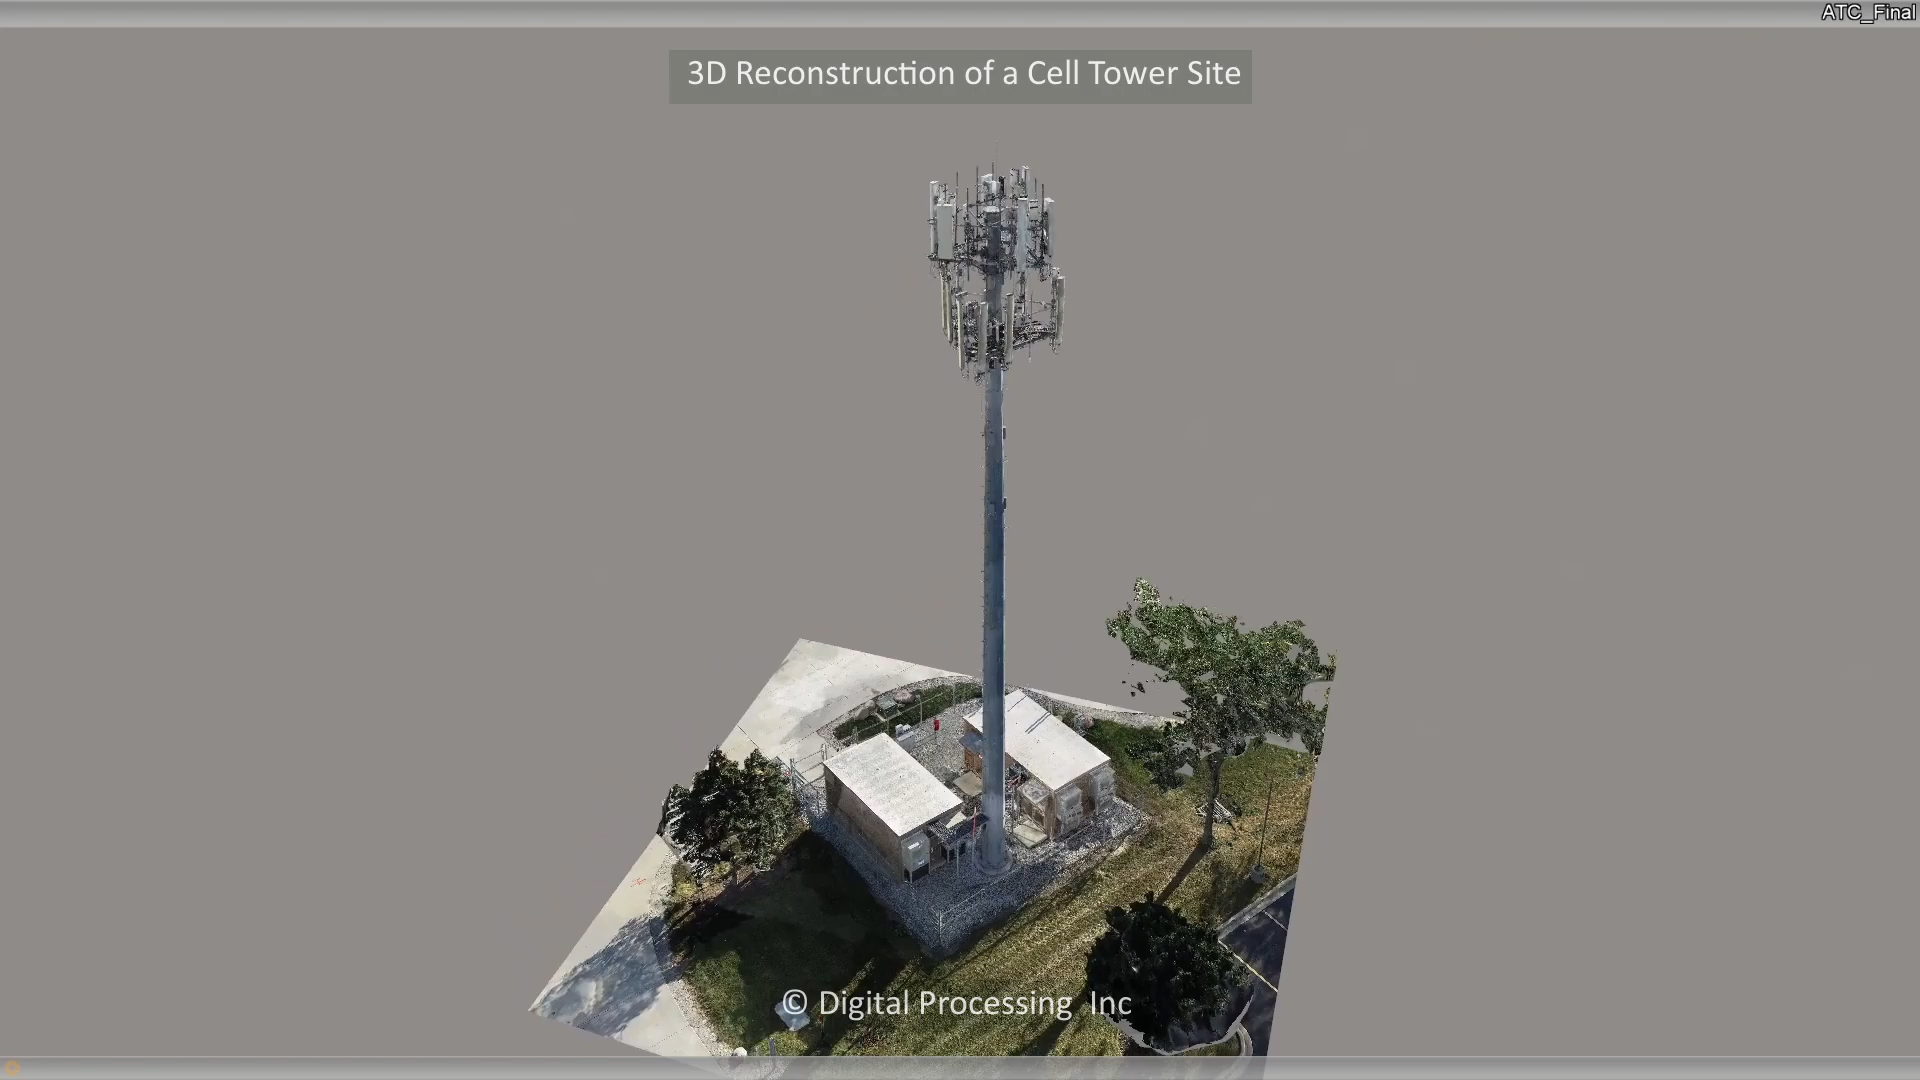 ATC_Final
3D Reconstruction of a Cell Tower Site
© Digital Processing Inc